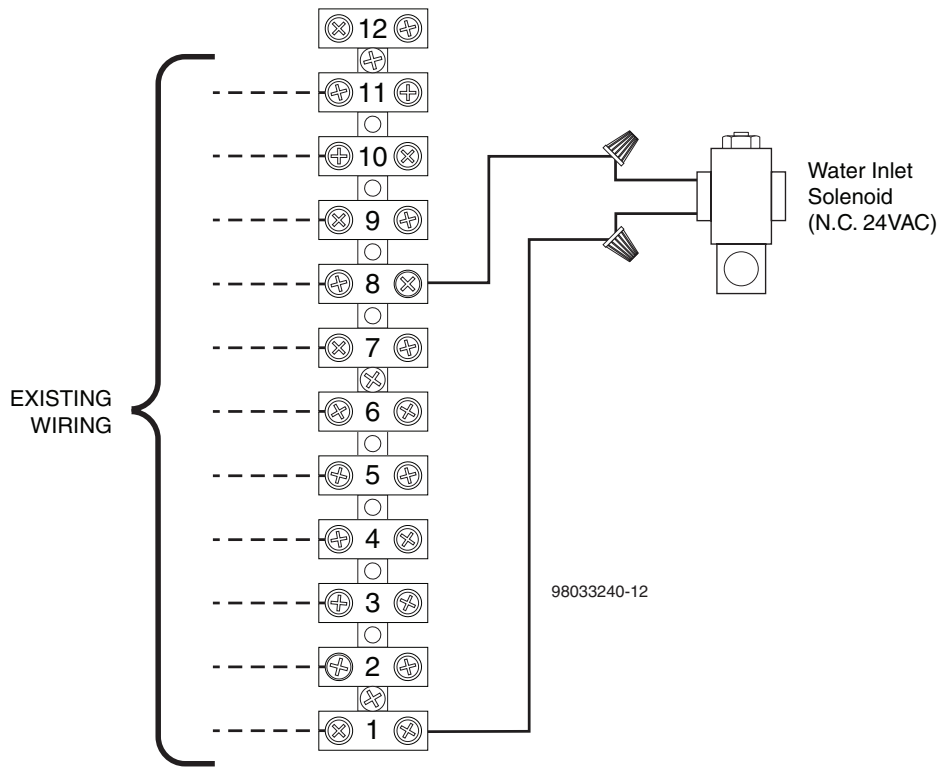 12
11
10
9
8
7
6
5
4
3
2
1
EXISTING
WIRING
Water Inlet
Solenoid
(N.C. 24VAC)
98033240-12